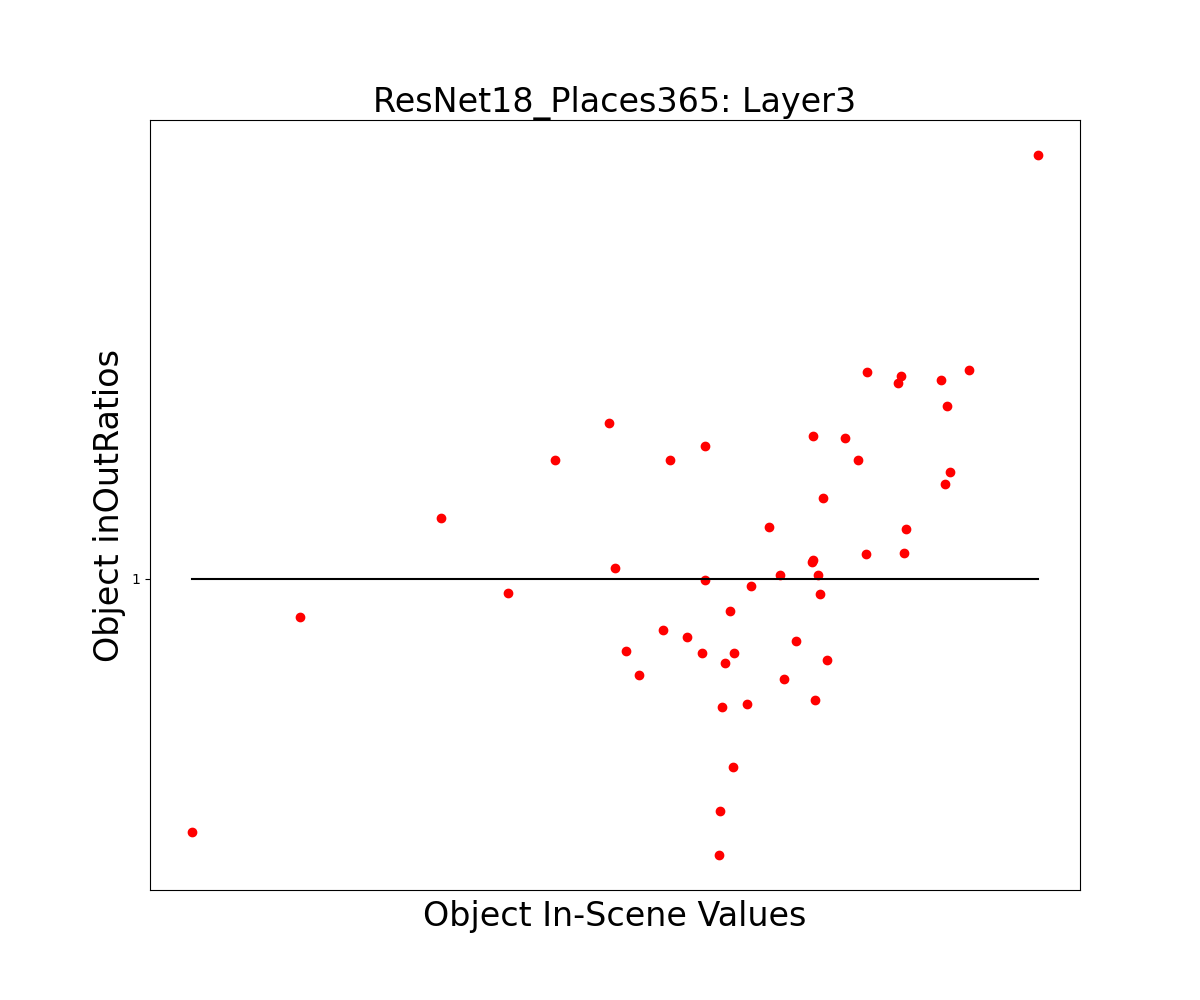 ResNet18_Places365: Layer3
Object inOutRatios
1
Object In-Scene Values